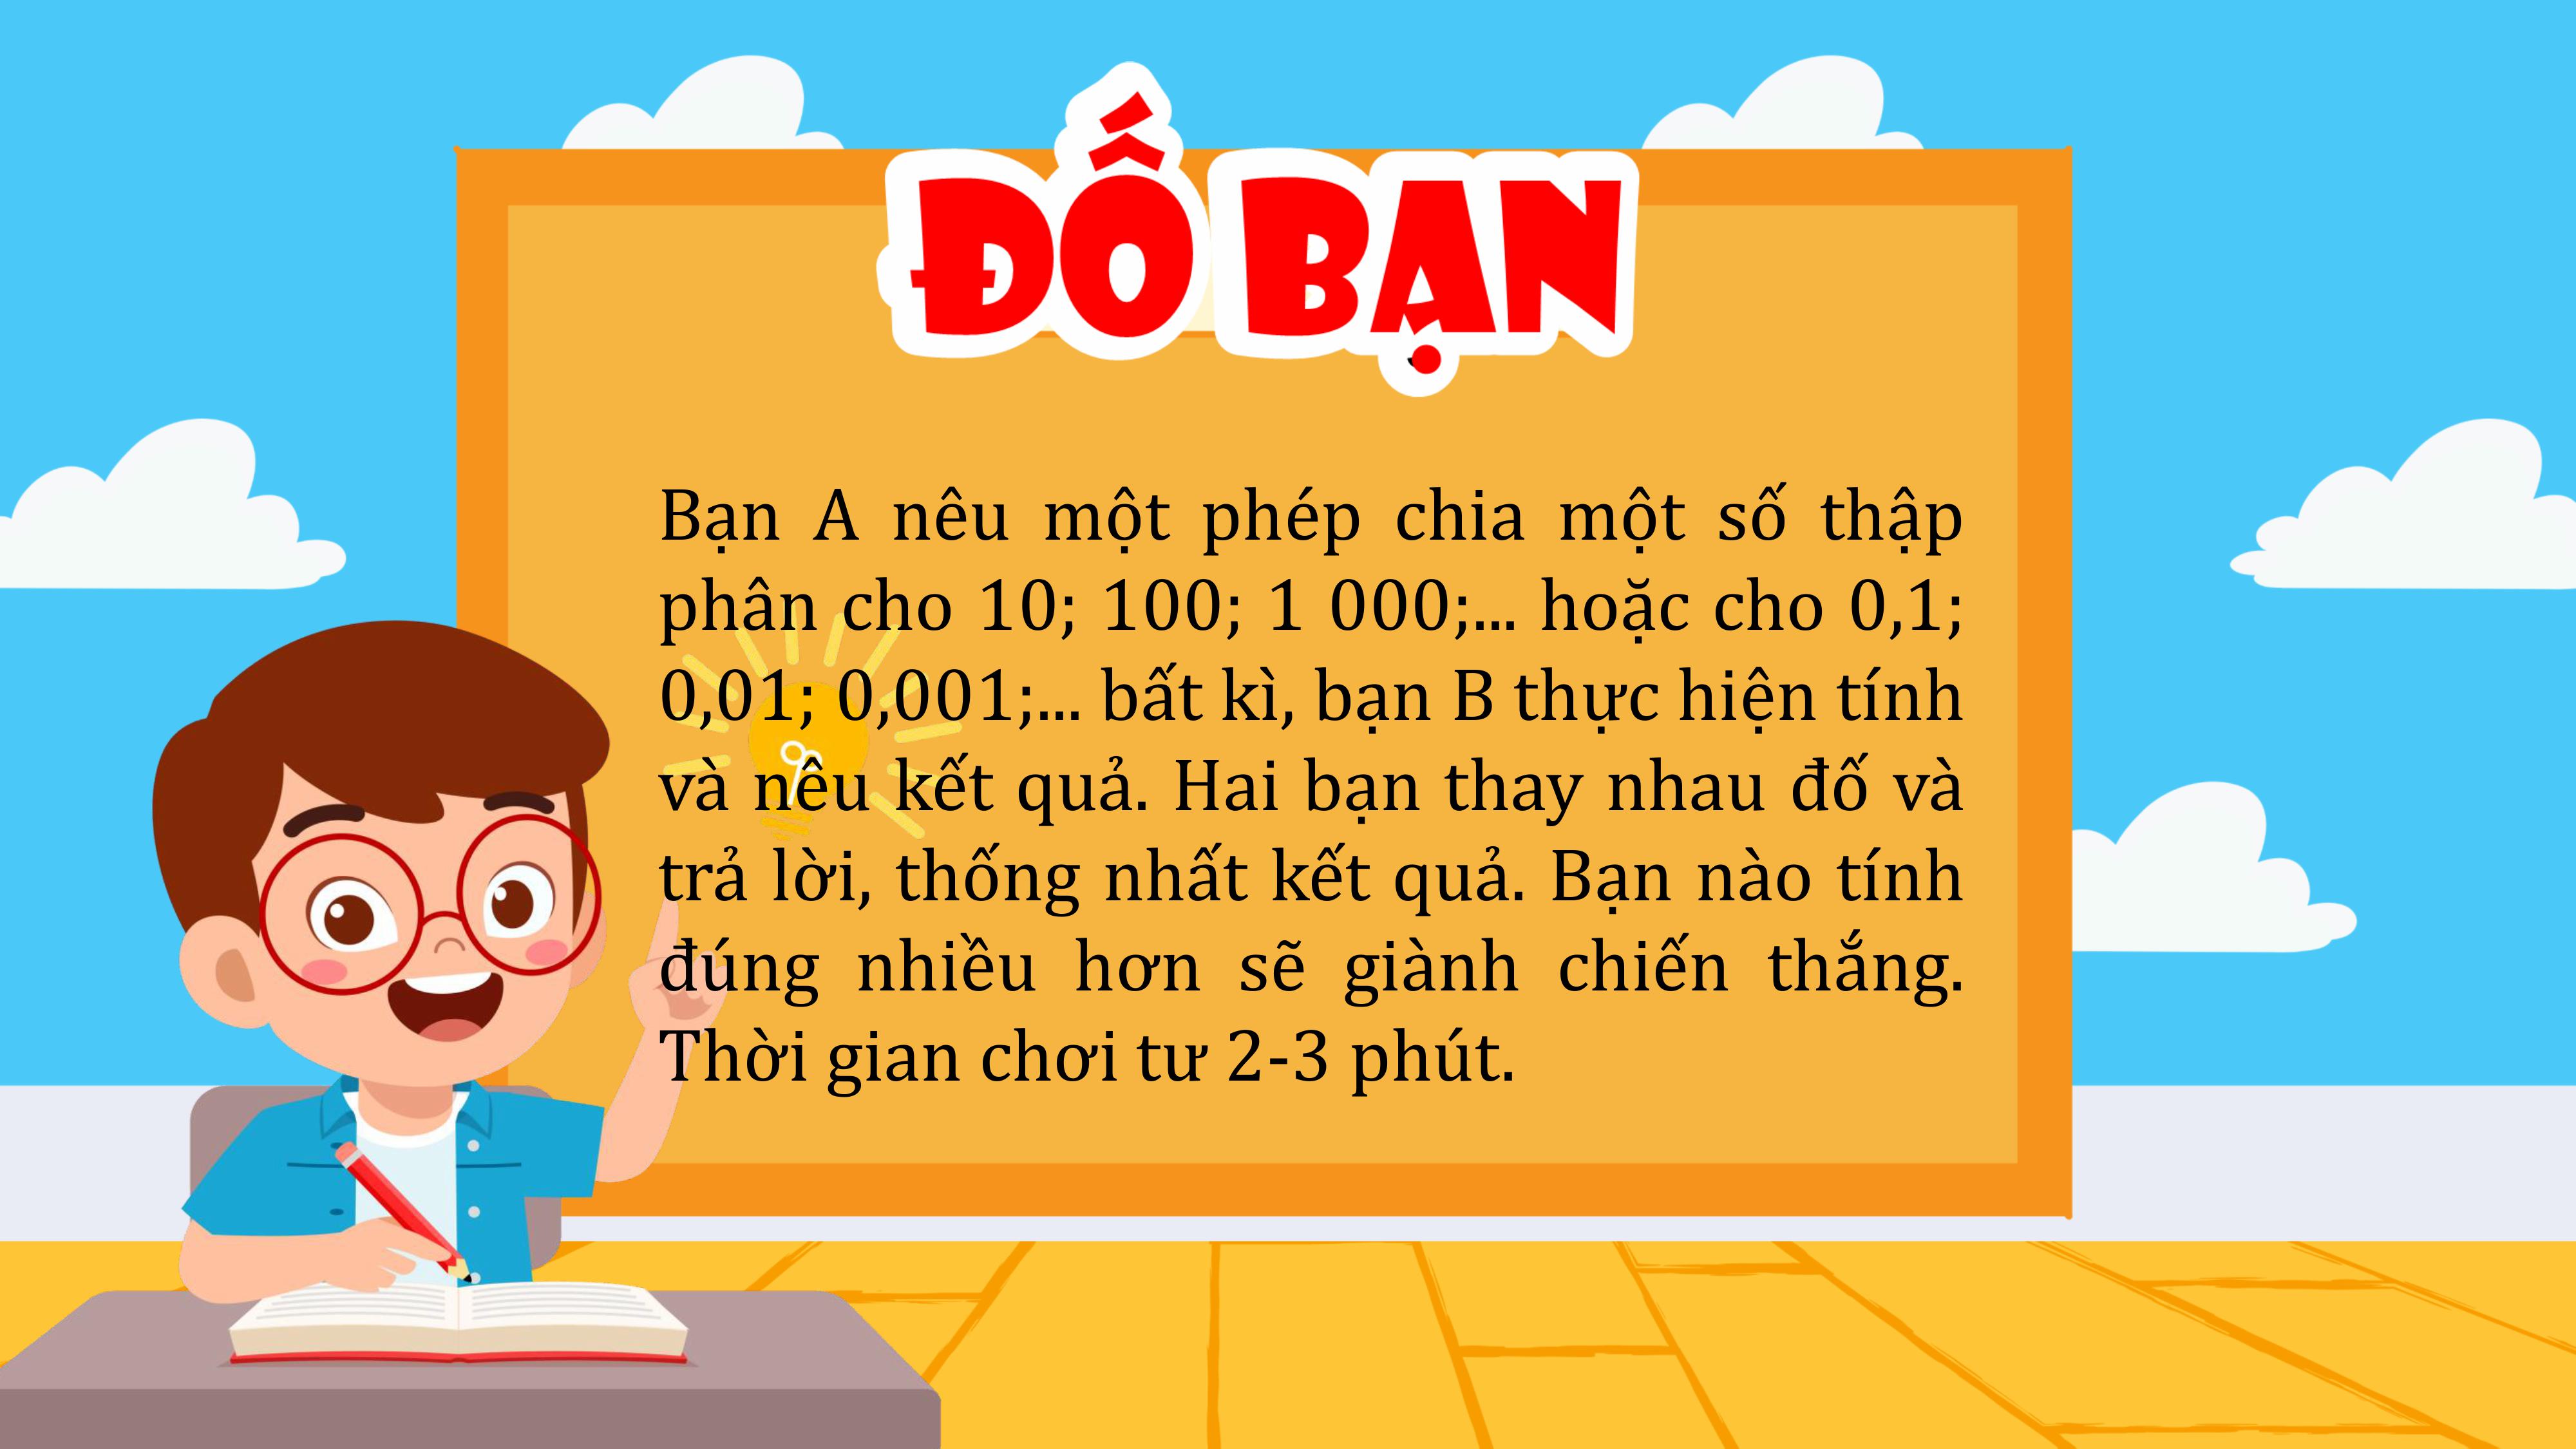 ĐỐ BẠN
Bạn A nêu một phép chia một số thập
phân cho 10; 100; 1 000;... hoặc cho 0,1;
0,01; 0,001;... bất kì, bạn B thực hiện tính
và nêu kết quả. Hai bạn thay nhau đố và
trả lời, thống nhất kết quả. Bạn nào tính
đúng nhiều hơn sẽ giành chiến thắng.
Thời gian chơi tư 2-3 phút.